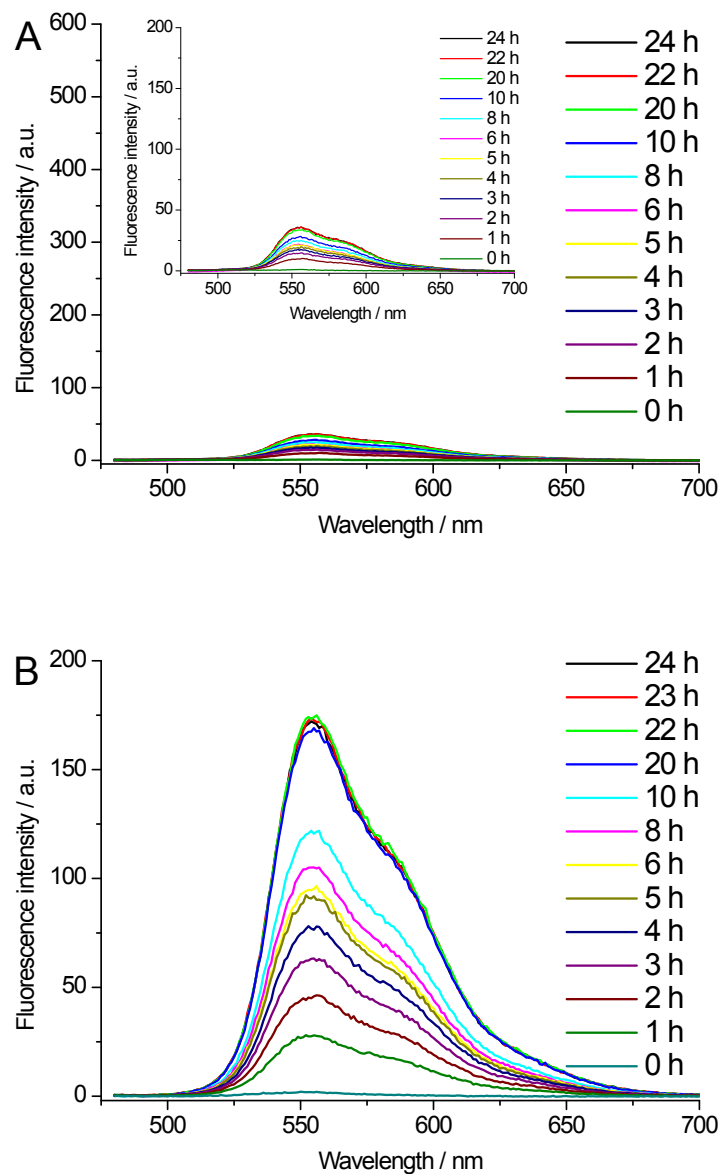 A
600
500
400
300
200
100
0
Fluorescence intensity / a.u.
500 550 600 650 700
Wavelength / nm
200
150
100
50
0
Fluorescence intensity / a.u.
500 550 600 650 700
Wavelength / nm
24 h
22 h
20 h
10 h
8 h
6 h
5 h
4 h
3 h
2 h
1 h
0 h
24 h
22 h
20 h
10 h
8 h
6 h
5 h
4 h
3 h
2 h
1 h
0 h
B
200
150
100
50
0
Fluorescence intensity / a.u.
500 550 600 650 700
Wavelength / nm
24 h
23 h
22 h
20 h
10 h
8 h
6 h
5 h
4 h
3 h
2 h
1 h
0 h